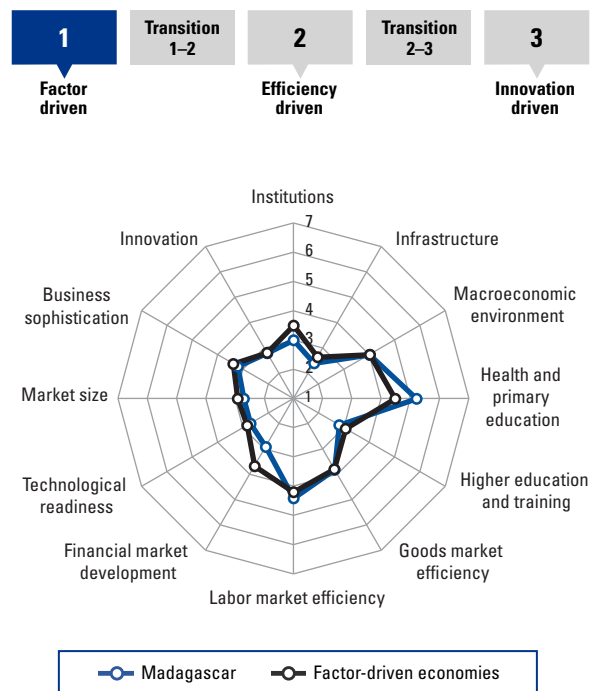 1
Transition
1–2
2
Transition
2–3
3
Factor
driven
Efficiency
driven
Innovation
driven
Institutions
Infrastructure
Macroeconomic
environment
Health and
primary
education
Higher education
and training
Goods market
efficiency
Labor market efficiency
Financial market
development
Technological
readiness
Market size
Business
sophistication
Innovation
7
6
5
4
3
2
1
Madagascar
Factor-driven economies